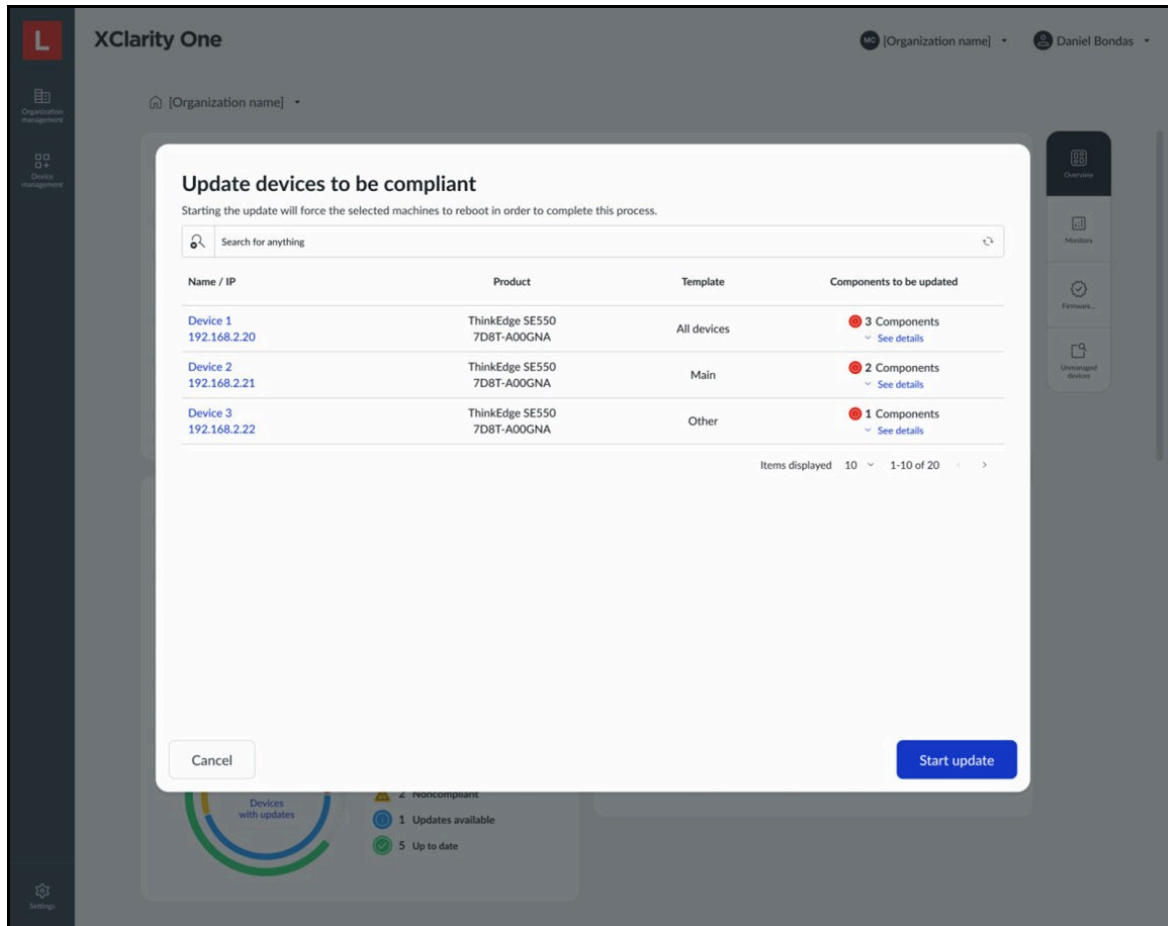 L
XClarity One
MC [Organization name]
Daniel Bondas
Organization
management
Device
management
[Organization name]
Update devices to be compliant
Starting the update will force the selected machines to reboot in order to complete this process.
Search for anything
Name / IP Product Template Components to be updated
Device 1
192.168.2.20
ThinkEdge SE550
7D8T-A00GNA
All devices
3 Components
See details
Device 2
192.168.2.21
ThinkEdge SE550
7D8T-A00GNA
Main
2 Components
See details
Device 3
192.168.2.22
ThinkEdge SE550
7D8T-A00GNA
Other
1 Components
See details
Items displayed 10 1-10 of 20
Cancel
Start update
Overview
Monitors
Firmware...
Unmanaged
devices
Devices
with updates
2 Noncompliant
1 Updates available
5 Up to date
Settings